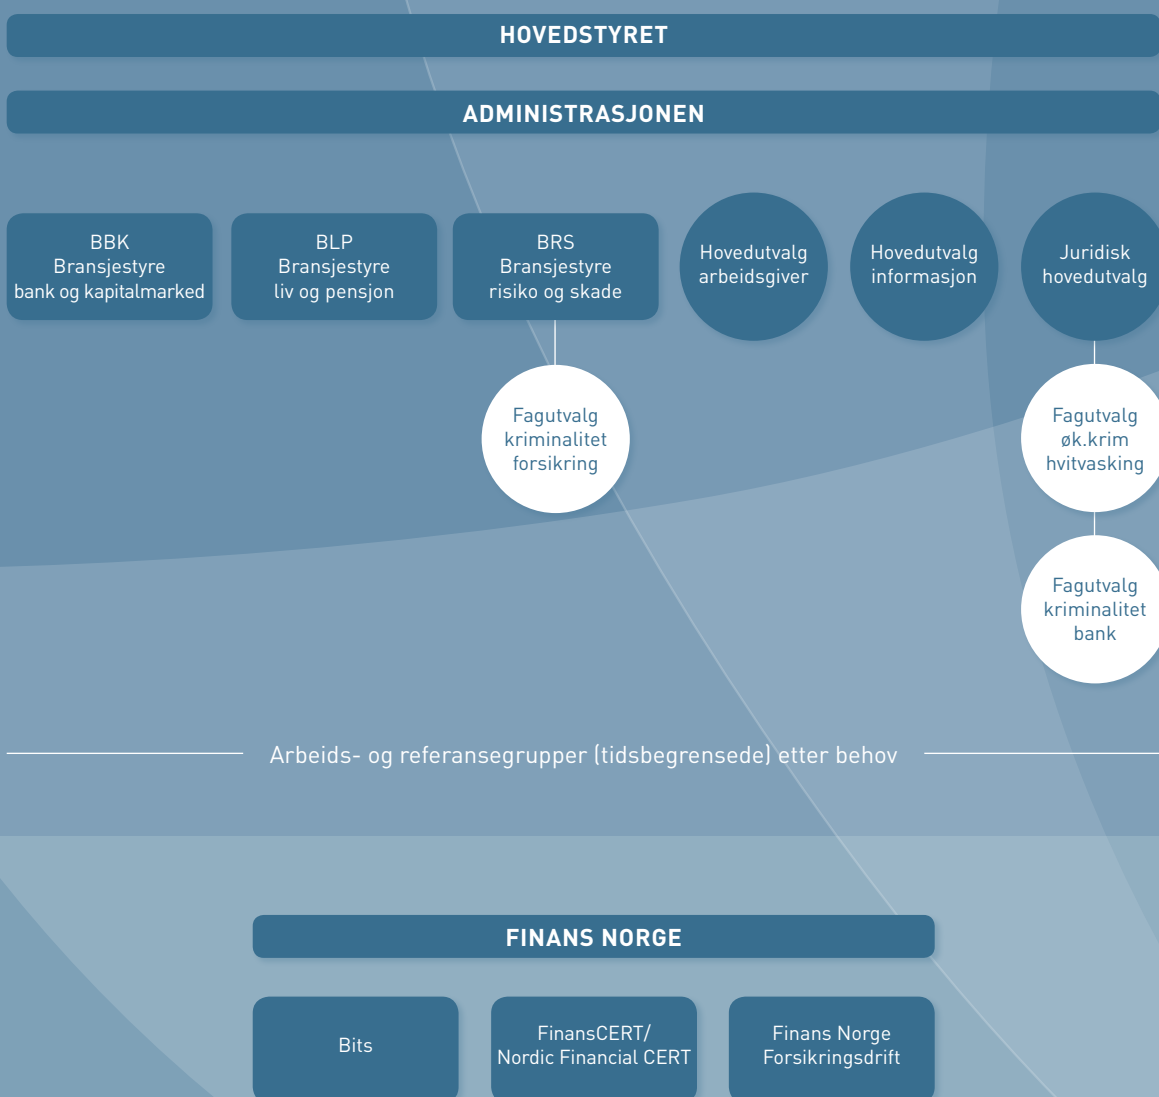 HOVEDSTYRET
ADMINISTRASJONEN
BBK
Bransjestyre
bank og kapitalmarked
BLP
Bransjestyre
liv og pensjon
BRS
Bransjestyre
risiko og skade
Hovedutvalg
arbeidsgiver
Hovedutvalg
informasjon
Juridisk
hovedutvalg
Fagutvalg
kriminalitet
forsikring
Fagutvalg
øk.krim
hvitvasking
Fagutvalg
kriminalitet
bank
Arbeids- og referansegrupper (tidsbegrensede) etter behov
FINANS NORGE
Bits
FinansCERT/
Nordic Financial CERT
Finans Norge
Forsikringsdrift